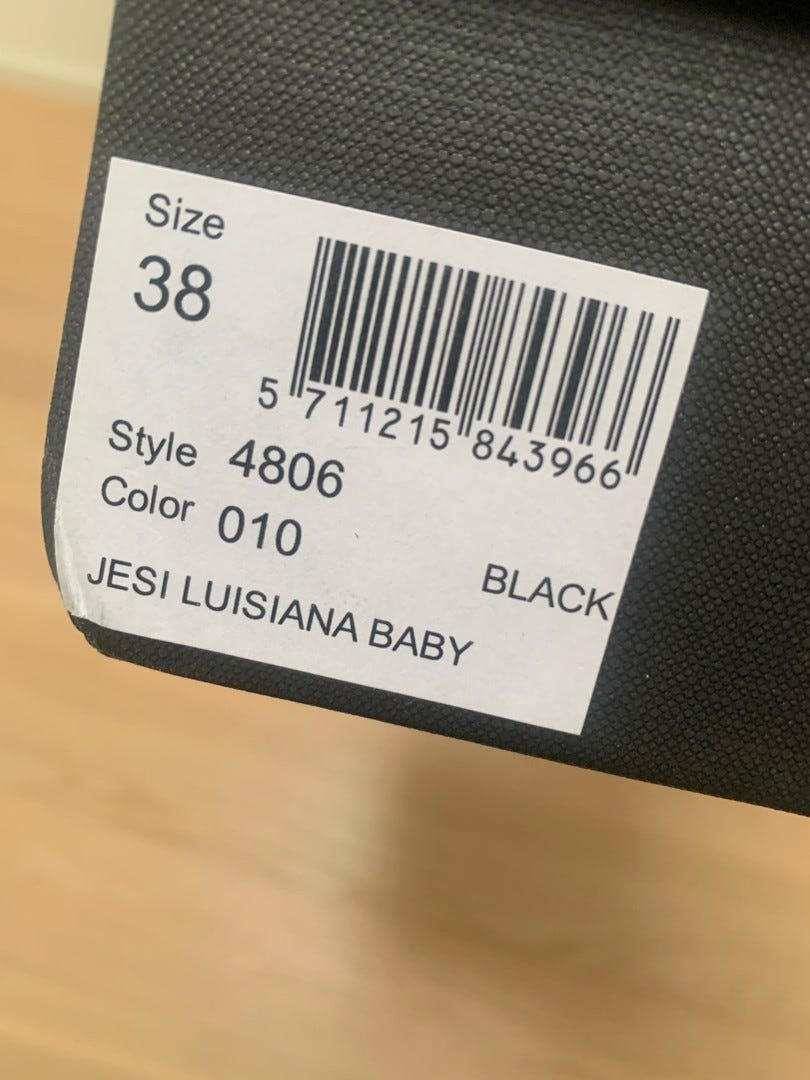 Size
38
5 711215 843966
Style 4806
Color 010
BLACK
JESI LUISIANA BABY